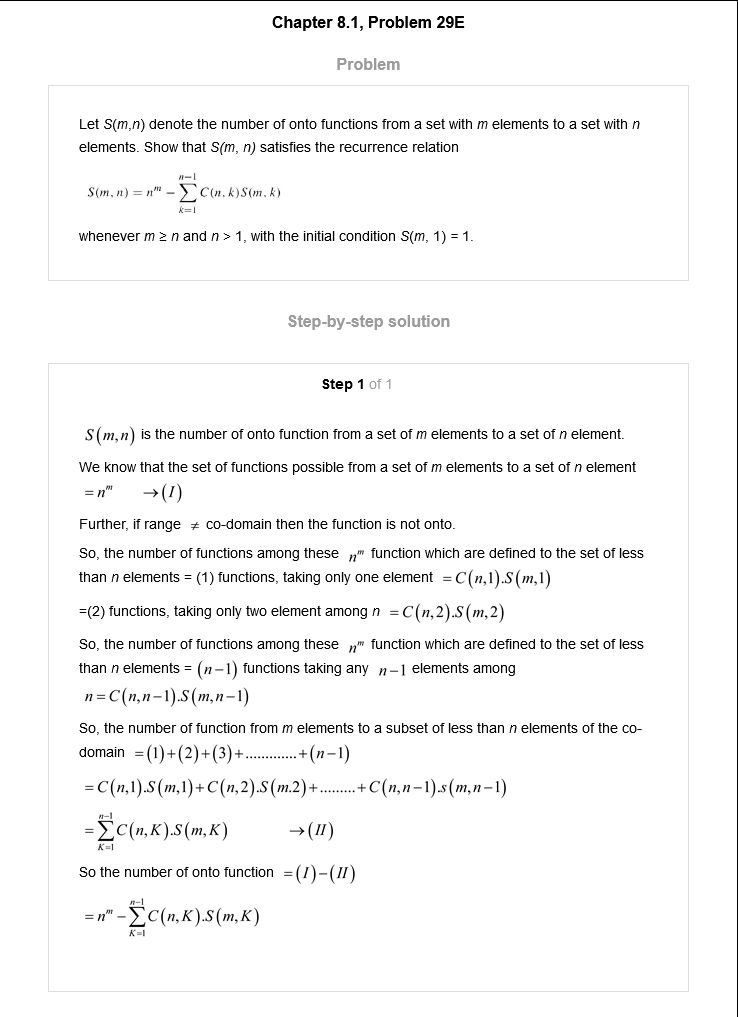 Chapter 8.1, Problem 29E
Problem
Let S(m,n) denote the number of onto functions from a set with m elements to a set with n
elements. Show that S(m, n) satisfies the recurrence relation
S(m, n) = n^m − \sum_{k=1}^{n−1} C(n, k)S(m, k)
whenever m ≥ n and n > 1, with the initial condition S(m, 1) = 1.
Step-by-step solution
Step 1 of 1
S(m,n) is the number of onto function from a set of m elements to a set of n element.
We know that the set of functions possible from a set of m elements to a set of n element
= n^m → (I)
Further, if range ≠ co-domain then the function is not onto.
So, the number of functions among these n^m function which are defined to the set of less
than n elements = (1) functions, taking only one element = C(n,1).S(m,1)
=(2) functions, taking only two element among n = C(n,2).S(m,2)
So, the number of functions among these n^m function which are defined to the set of less
than n elements = (n−1) functions taking any n−1 elements among
n = C(n,n−1).S(m,n−1)
So, the number of function from m elements to a subset of less than n elements of the co-
domain = (1)+(2)+(3)+.............+(n−1)
= C(n,1).S(m,1)+C(n,2).S(m.2)+.........+C(n,n−1).s(m,n−1)
= \sum_{K=1}^{n−1} C(n,K).S(m,K) → (II)
So the number of onto function = (I)−(II)
= n^m − \sum_{K=1}^{n−1} C(n,K).S(m,K)